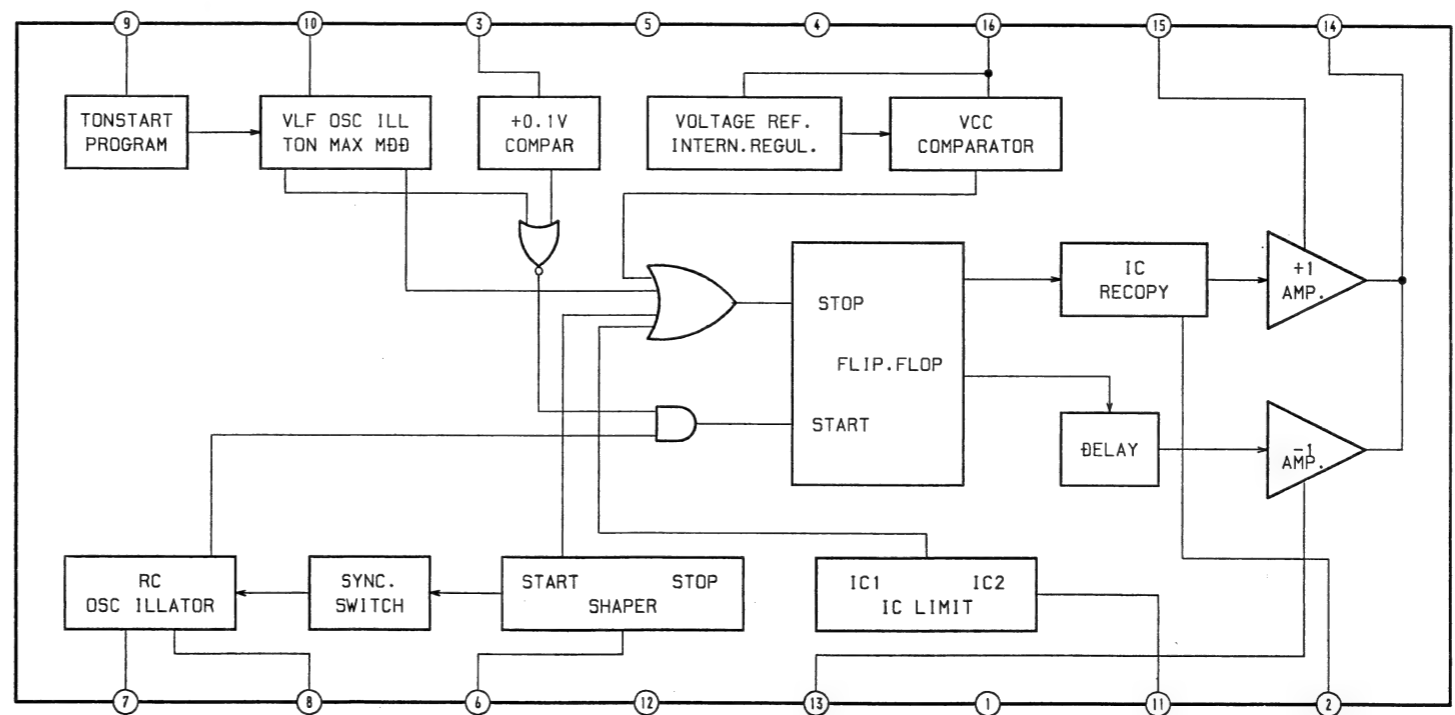 9 10 3 5 4 16 15 14
TONSTART
PROGRAM
VLF OSC ILL
TON MAX MÐÐ
+0.1V
COMPAR
VOLTAGE REF.
INTERN.REGUL.
VCC
COMPARATOR
STOP
FLIP.FLOP
START
IC
RECOPY
+1
AMP.
ÐELAY
-1
AMP.
RC
OSC ILLATOR
SYNC.
SWITCH
START STOP
SHAPER
IC1 IC2
IC LIMIT
7 8 6 12 13 1 11 2